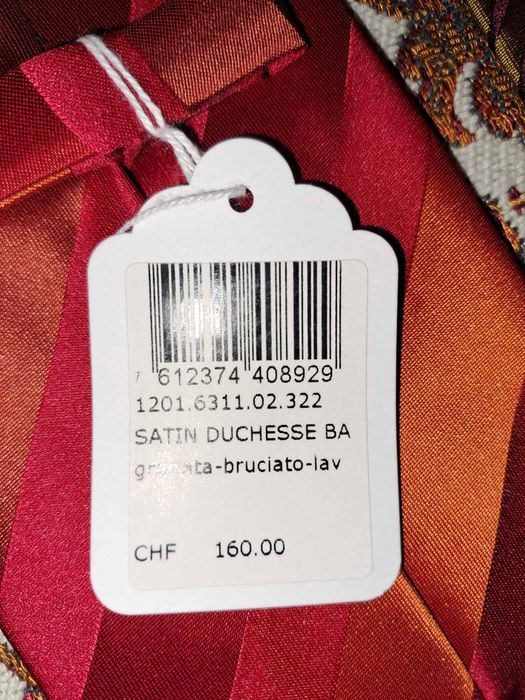 7 612374 408929
1201.6311.02.322
SATIN DUCHESSE BA
granata-bruciato-lav
CHF 160.00